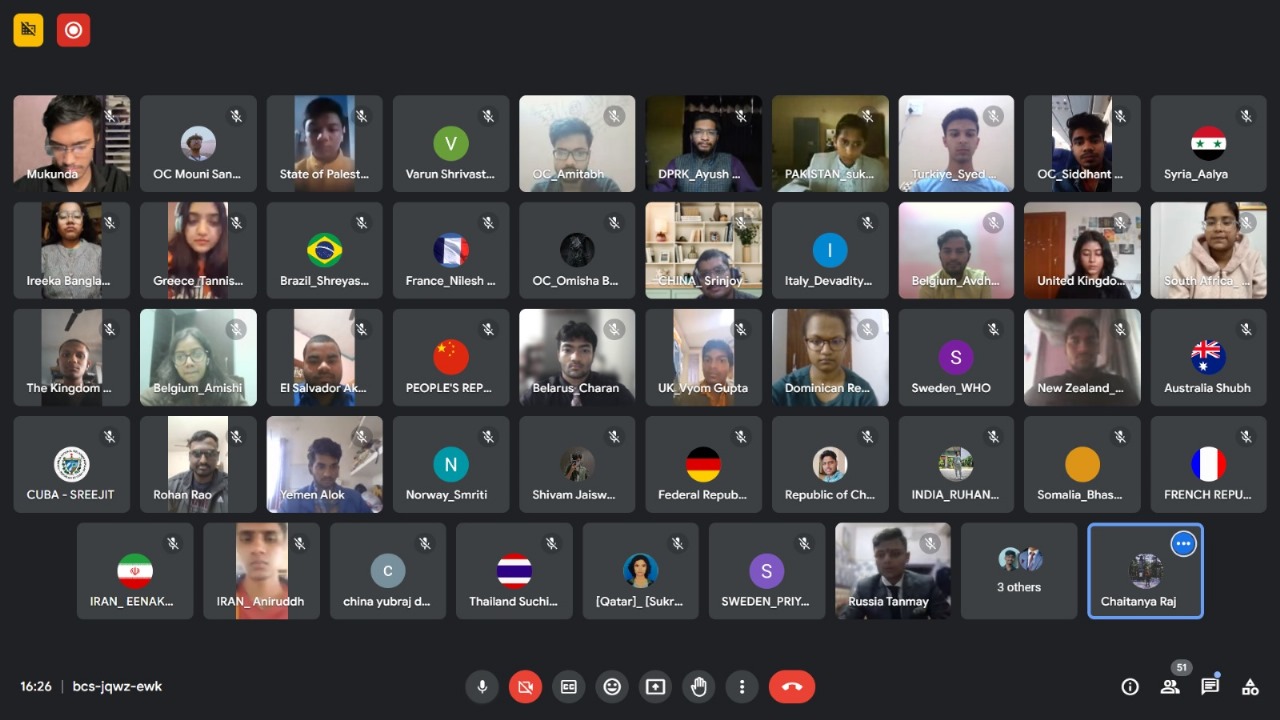 Mukunda
OC Mouni San...
State of Palest...
V
Varun Shrivast...
OC_Amitabh
DPRK_Ayush ...
PAKISTAN_suk...
Turkiye_Syed ...
OC_Siddhant ...
Syria_Aalya
Ireeka Bangla...
Greece_Tannis...
Brazil_Shreyas...
France_Nilesh ...
OC_Omisha B...
CHINA_ Srinjoy
I
Italy_Devadity...
Belgium_Avdh...
United Kingdo...
South Africa_ ...
The Kingdom ...
Belgium_Amishi
El Salvador Ak...
PEOPLE'S REP...
Belarus_Charan
UK_Vyom Gupta
Dominican Re...
S
Sweden_WHO
New Zealand_...
Australia Shubh
CUBA - SREEJIT
Rohan Rao
Yemen Alok
N
Norway_Smriti
Shivam Jaisw...
Federal Repub...
Republic of Ch...
INDIA_RUHAN...
Somalia_Bhas...
FRENCH REPU...
IRAN_ EENAK...
IRAN_ Aniruddh
c
china yubraj d...
Thailand Suchi...
[Qatar]_ [Sukr...
S
SWEDEN_PRIY...
Russia Tanmay
3 others
Chaitanya Raj
16:26 | bcs-jqwz-ewk
51